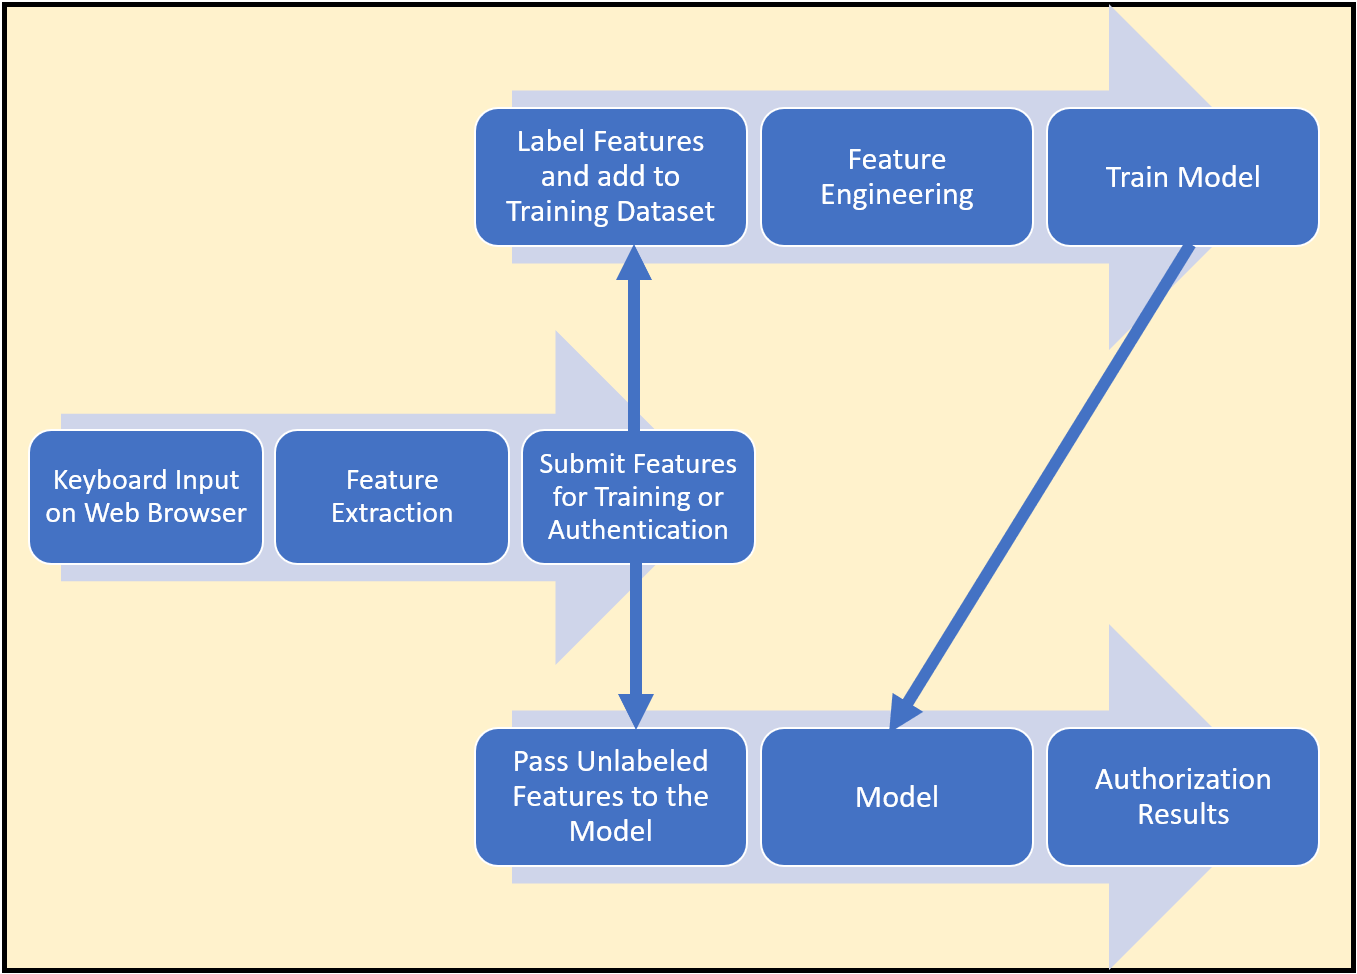 Label Features
and add to
Training Dataset
Feature
Engineering
Train Model
Keyboard Input
on Web Browser
Feature
Extraction
Submit Features
for Training or
Authentication
Pass Unlabeled
Features to the
Model
Model
Authorization
Results